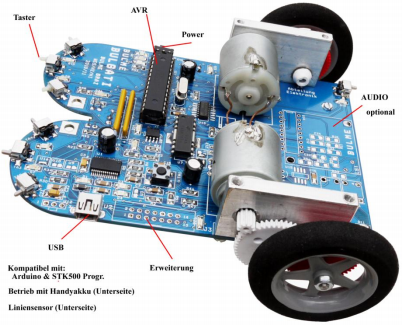 AVR
Taster
Power
AUDIO
optional
USB
Erweiterung
Kompatibel mit:
Arduino & STK500 Progr.
Betrieb mit Handyakku (Unterseite)
Liniensensor (Unterseite)